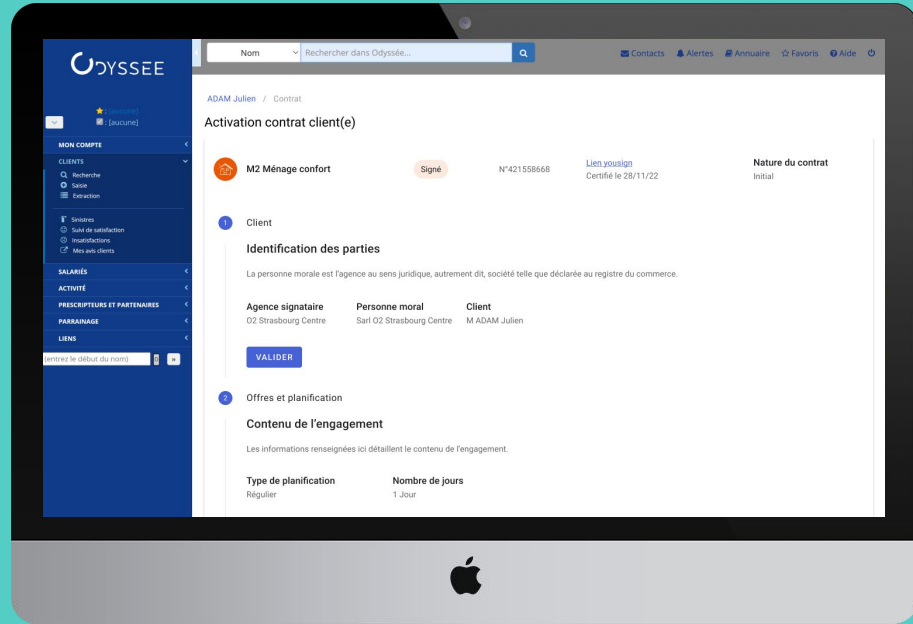 ODYSSEE
Nom
Rechercher dans Odyssée...
Contacts
Alertes
Annuaire
Favoris
Aide
: [aucune]
: [aucune]
MON COMPTE
CLIENTS
Recherche
Saisie
Extraction
Sinistres
Suivi de satisfaction
Insatisfactions
Mes avis clients
SALARIÉS
ACTIVITÉ
PRESCRIPTEURS ET PARTENAIRES
PARRAINAGE
LIENS
(entrez le début du nom)
»
ADAM Julien / Contrat
Activation contrat client(e)
M2 Ménage confort
Signé
N°421558668
Lien yousign
Certifié le 28/11/22
Nature du contrat
Initial
1 Client
Identification des parties
La personne morale est l'agence au sens juridique, autrement dit, société telle que déclarée au registre du commerce.
Agence signataire Personne moral Client
O2 Strasbourg Centre Sarl O2 Strasbourg Centre M ADAM Julien
VALIDER
2 Offres et planification
Contenu de l'engagement
Les informations renseignées ici détaillent le contenu de l'engagement.
Type de planification Nombre de jours
Régulier 1 Jour